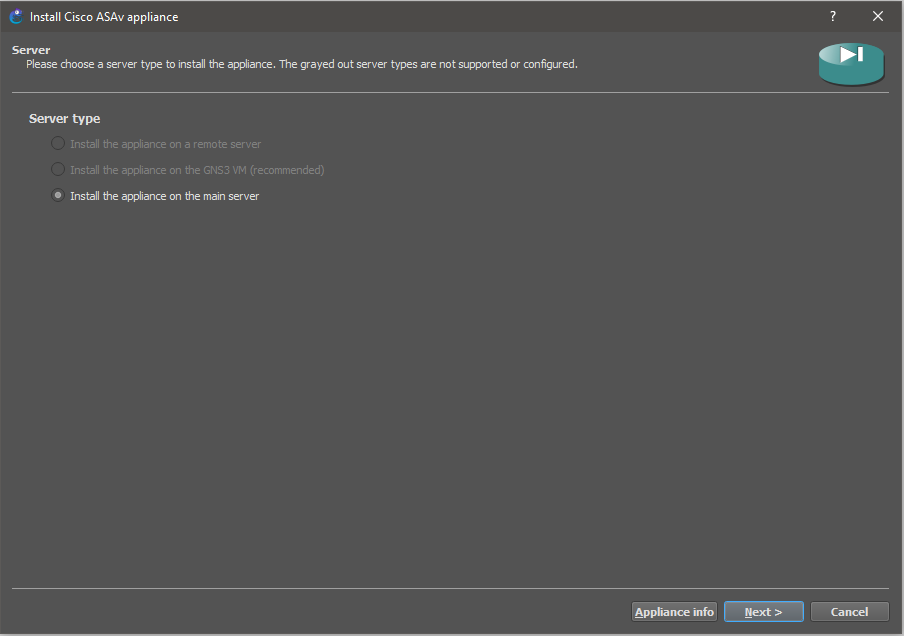 Install Cisco ASAv appliance
?
Server
Please choose a server type to install the appliance. The grayed out server types are not supported or configured.
Server type
Install the appliance on a remote server
Install the appliance on the GNS3 VM (recommended)
Install the appliance on the main server
Appliance info
Next >
Cancel